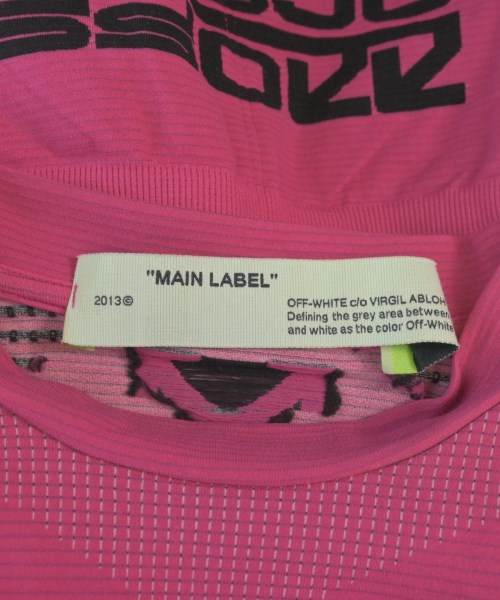 "MAIN LABEL"
2013©
OFF-WHITE c/o VIRGIL ABLOH
Defining the grey area between
and white as the color Off-White